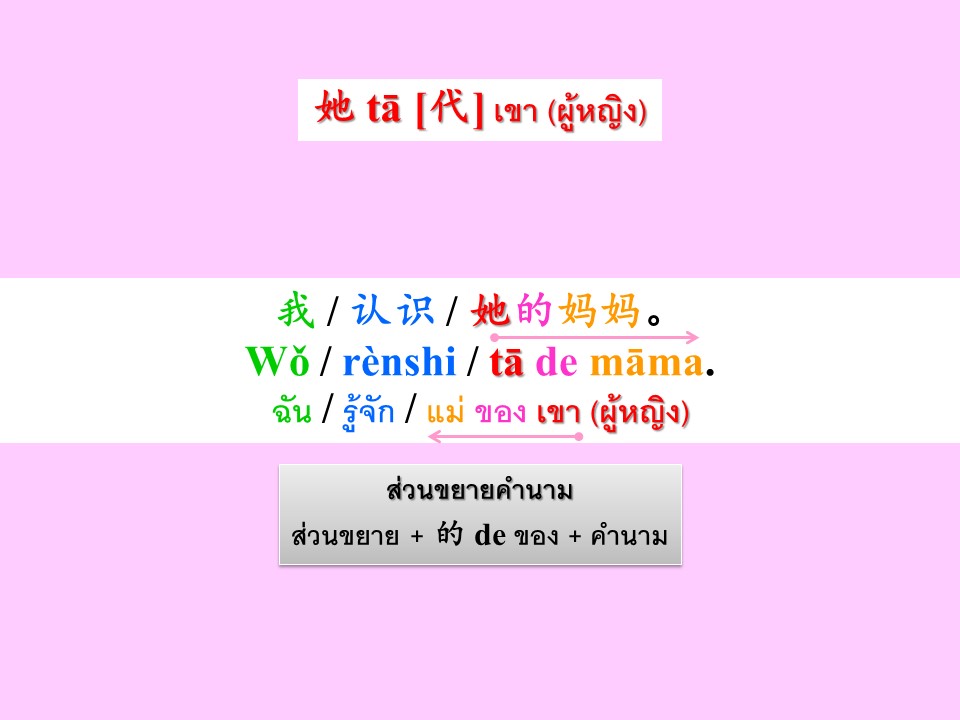 她 tā [代] เขา (ผู้หญิง)
我 / 认识 / 她的妈妈。
Wǒ / rènshi / tā de māma.
ฉัน / รู้จัก / แม่ ของ เขา (ผู้หญิง)
ส่วนขยายคำนาม
ส่วนขยาย + 的 de ของ + คำนาม